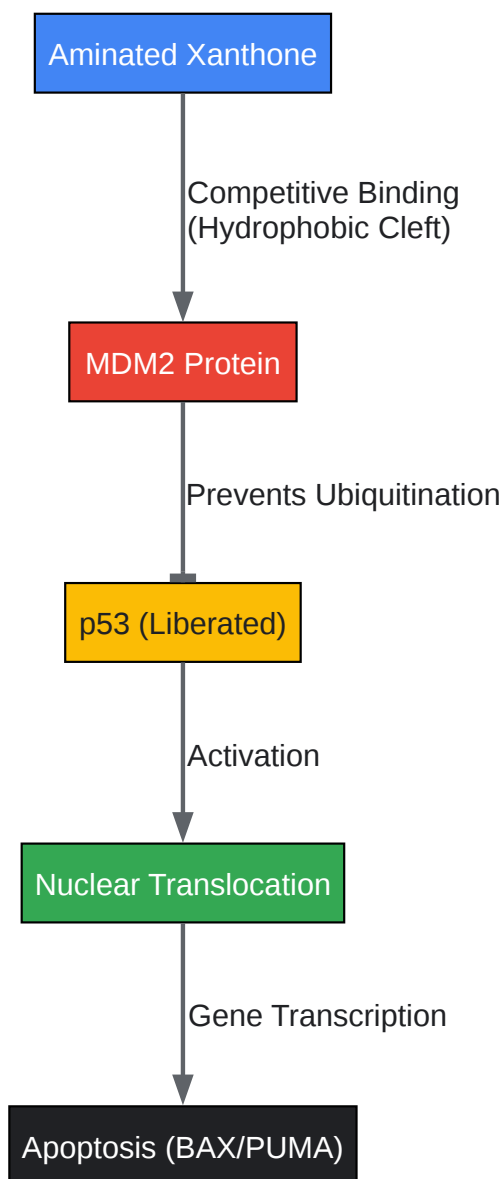 Aminated Xanthone
Competitive Binding
(Hydrophobic Cleft)
MDM2 Protein
Prevents Ubiquitination
p53 (Liberated)
Activation
Nuclear Translocation
Gene Transcription
Apoptosis (BAX/PUMA)